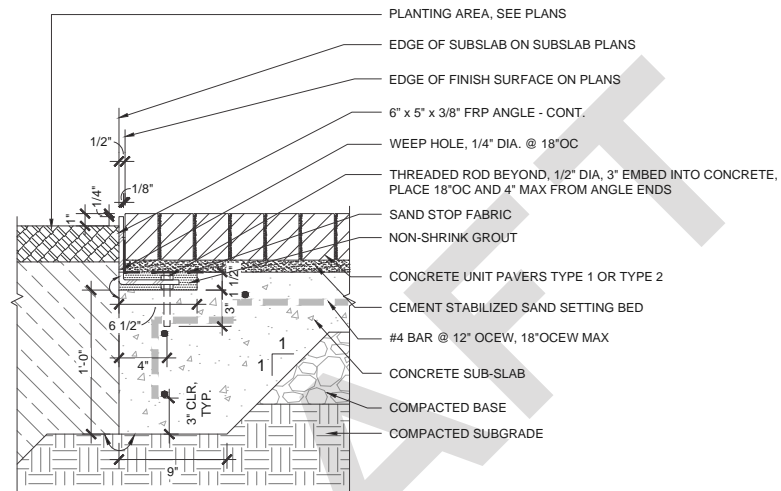 PLANTING AREA, SEE PLANS
EDGE OF SUBSLAB ON SUBSLAB PLANS
EDGE OF FINISH SURFACE ON PLANS
6" x 5" x 3/8" FRP ANGLE - CONT.
1/2"
WEEP HOLE, 1/4" DIA. @ 18"OC
THREADED ROD BEYOND, 1/2" DIA, 3" EMBED INTO CONCRETE,
PLACE 18"OC AND 4" MAX FROM ANGLE ENDS
1/8"
1/4"
1"
SAND STOP FABRIC
NON-SHRINK GROUT
CONCRETE UNIT PAVERS TYPE 1 OR TYPE 2
1 1/2"
CEMENT STABILIZED SAND SETTING BED
3"
6 1/2"
#4 BAR @ 12" OCEW, 18"OCEW MAX
1'-0"
4"
1
1
CONCRETE SUB-SLAB
3" CLR,
TYP.
COMPACTED BASE
COMPACTED SUBGRADE
9"
AFT